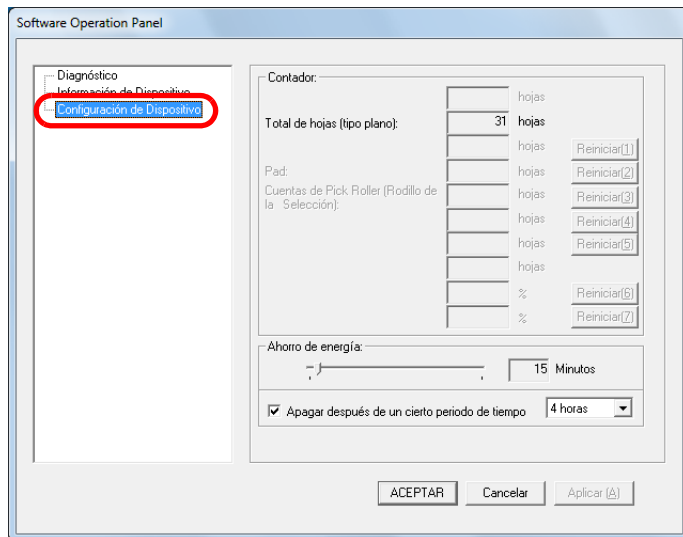 Software Operation Panel
Diagnóstico
Información de Dispositivo
Configuración de Dispositivo
Contador:
hojas
Total de hojas (tipo plano): 31 hojas
hojas Reiniciar(1)
Pad: hojas Reiniciar(2)
Cuentas de Pick Roller (Rodillo de hojas Reiniciar(3)
la Selección):
hojas Reiniciar(4)
hojas Reiniciar(5)
hojas
% Reiniciar(6)
% Reiniciar(7)
Ahorro de energía:
15 Minutos
Apagar después de un cierto periodo de tiempo 4 horas
ACEPTAR Cancelar Aplicar (A)